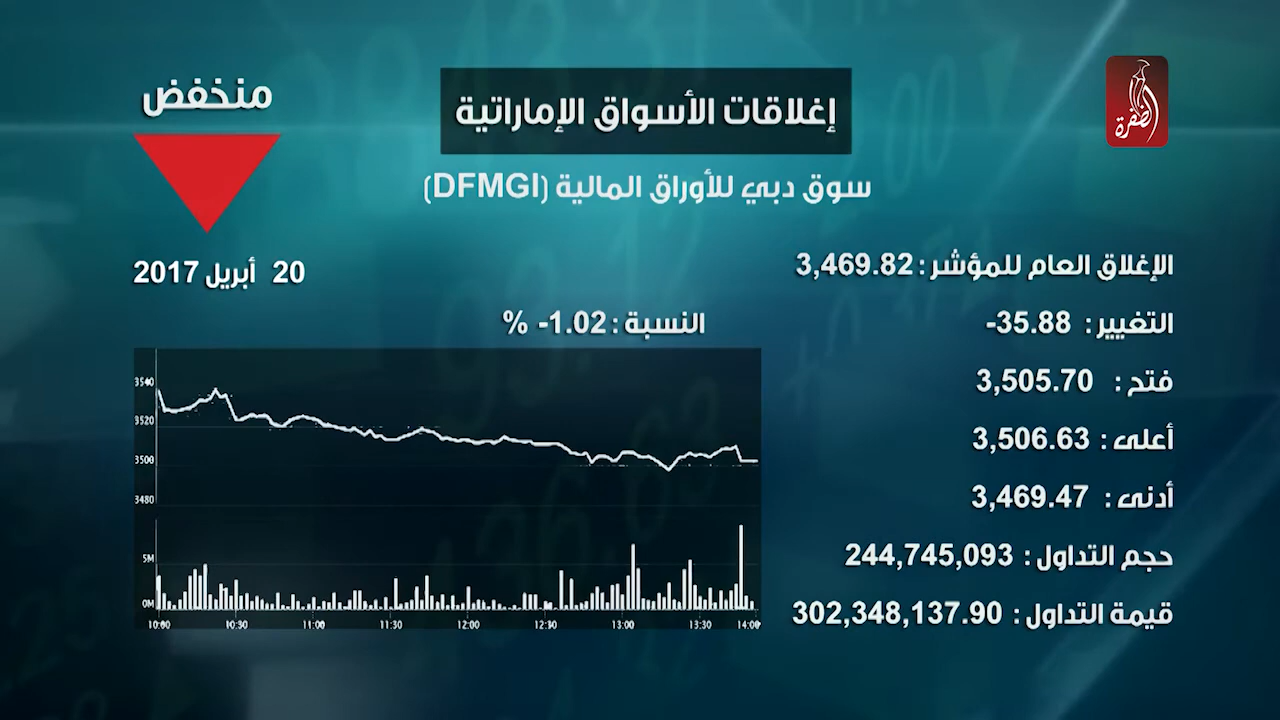 إغلاقات الأسواق الإماراتية
الظفرة
منخفض
سوق دبي للأوراق المالية (DFMGI)
20 أبريل 2017
الإغلاق العام للمؤشر : 3,469.82
التغيير : 35.88-
النسبة : 1.02- %
فتح : 3,505.70
أعلى : 3,506.63
أدنى : 3,469.47
حجم التداول : 244,745,093
قيمة التداول : 302,348,137.90
3540
3520
3500
3480
5M
0M
10:00 10:30 11:00 11:30 12:00 12:30 13:00 13:30 14:00